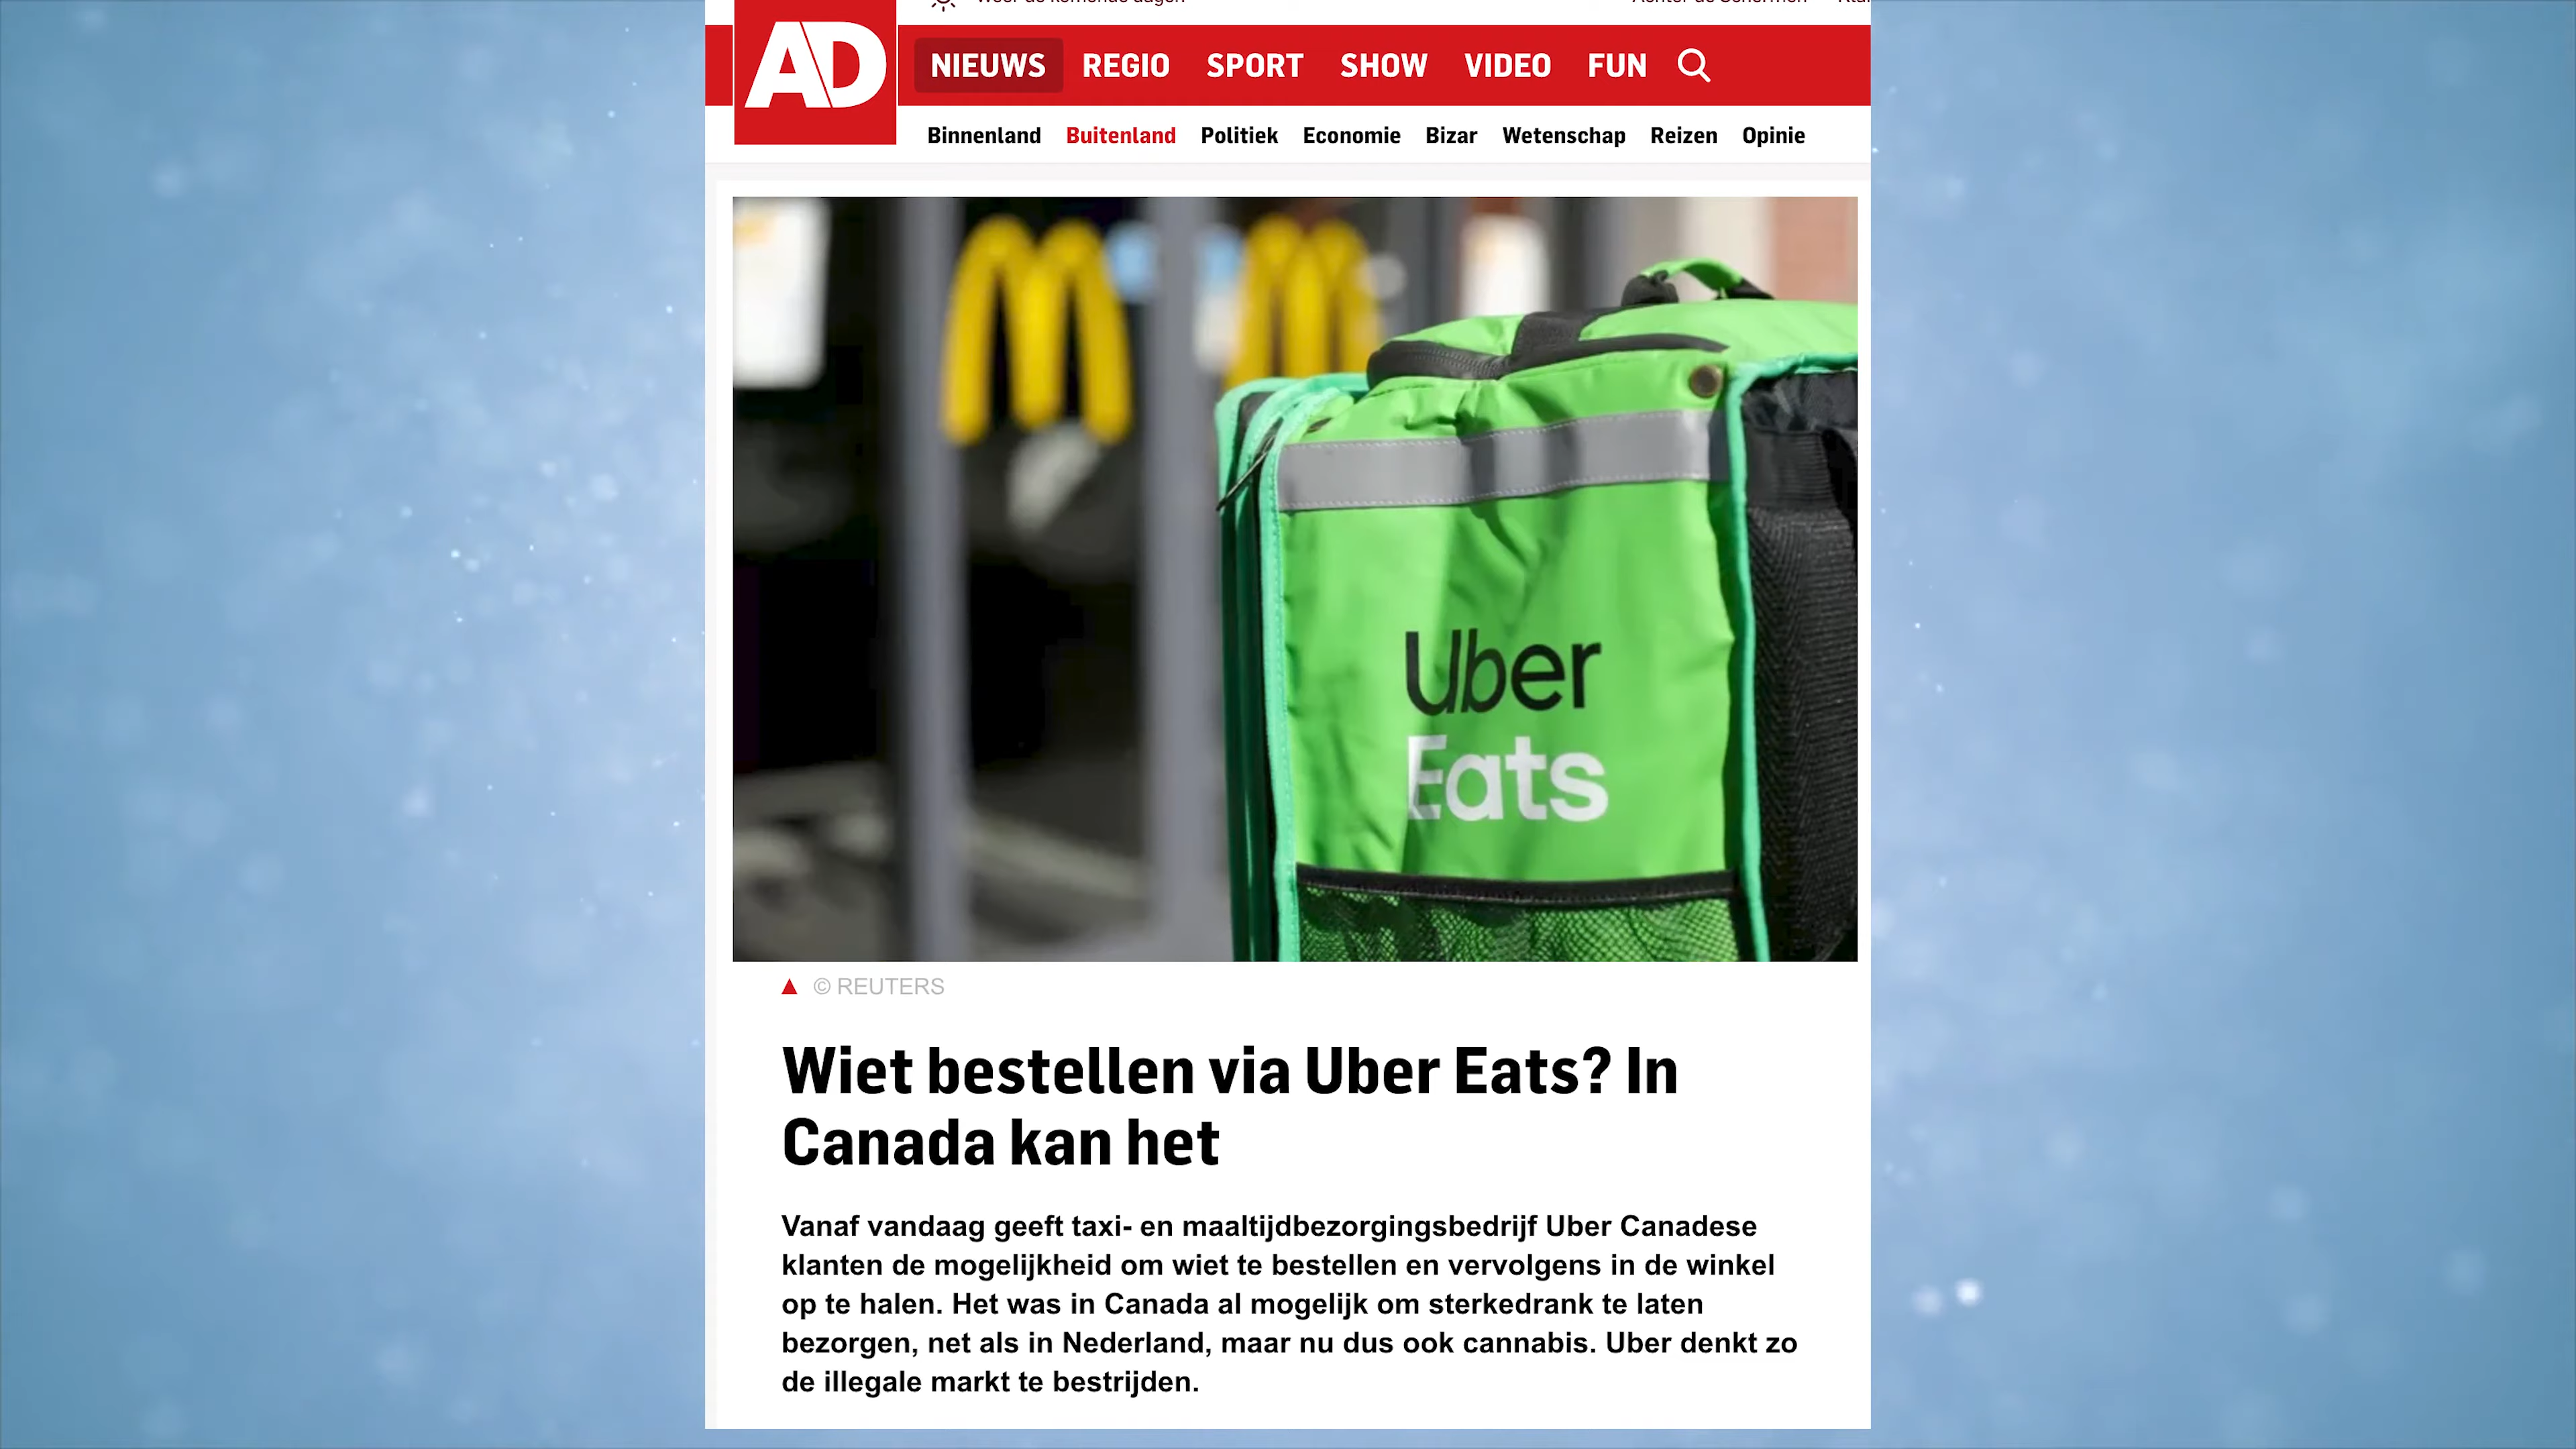 AD
NIEUWS REGIO SPORT SHOW VIDEO FUN
Binnenland Buitenland Politiek Economie Bizar Wetenschap Reizen Opinie
Uber
Eats
© REUTERS
Wiet bestellen via Uber Eats? In
Canada kan het
Vanaf vandaag geeft taxi- en maaltijdbezorgingsbedrijf Uber Canadese
klanten de mogelijkheid om wiet te bestellen en vervolgens in de winkel
op te halen. Het was in Canada al mogelijk om sterkedrank te laten
bezorgen, net als in Nederland, maar nu dus ook cannabis. Uber denkt zo
de illegale markt te bestrijden.